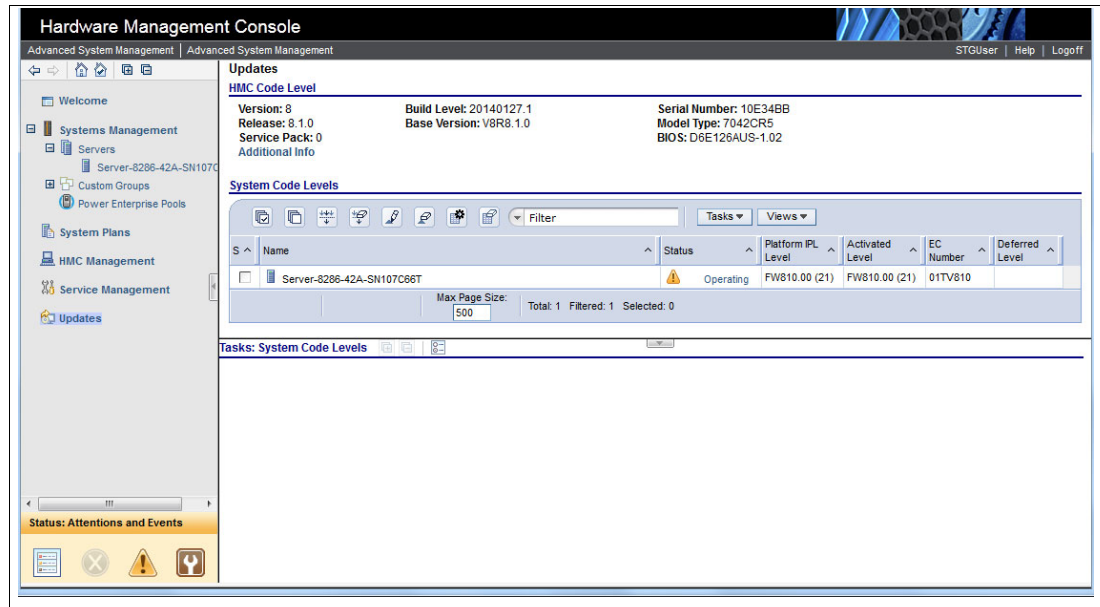 Hardware Management Console
Advanced System Management | Advanced System Management
STGUser | Help | Logoff
Welcome
Systems Management
Servers
Server-8286-42A-SN107C
Custom Groups
Power Enterprise Pools
System Plans
HMC Management
Service Management
Updates
Status: Attentions and Events
Updates
HMC Code Level
Version: 8 Build Level: 20140127.1 Serial Number: 10E34BB
Release: 8.1.0 Base Version: V8R8.1.0 Model Type: 7042CR5
Service Pack: 0 BIOS: D6E126AUS-1.02
Additional Info
System Code Levels
Filter Tasks Views
S Name Status Platform IPL Level Activated Level EC Number Deferred Level
Server-8286-42A-SN107C66T Operating FW810.00 (21) FW810.00 (21) 01TV810
Max Page Size:
500
Total: 1 Filtered: 1 Selected: 0
Tasks: System Code Levels